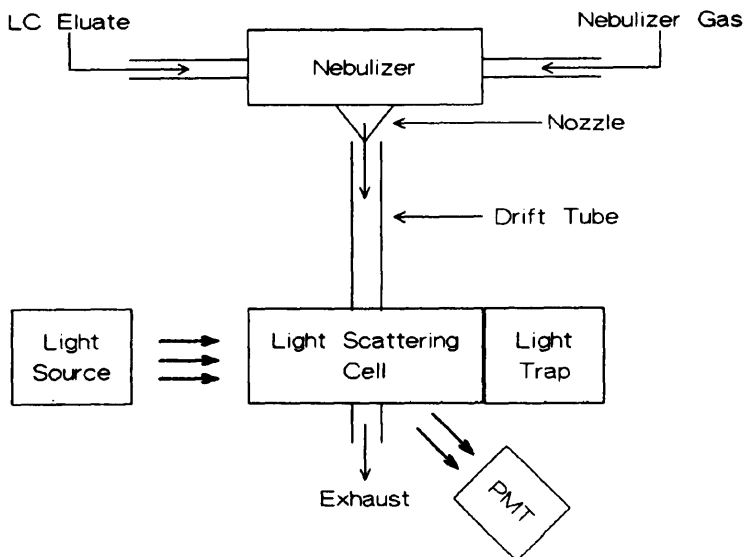 LC Eluate
Nebulizer Gas
Nebulizer
Nozzle
Drift Tube
Light
Source
Light Scattering
Cell
Light
Trap
Exhaust
PMT